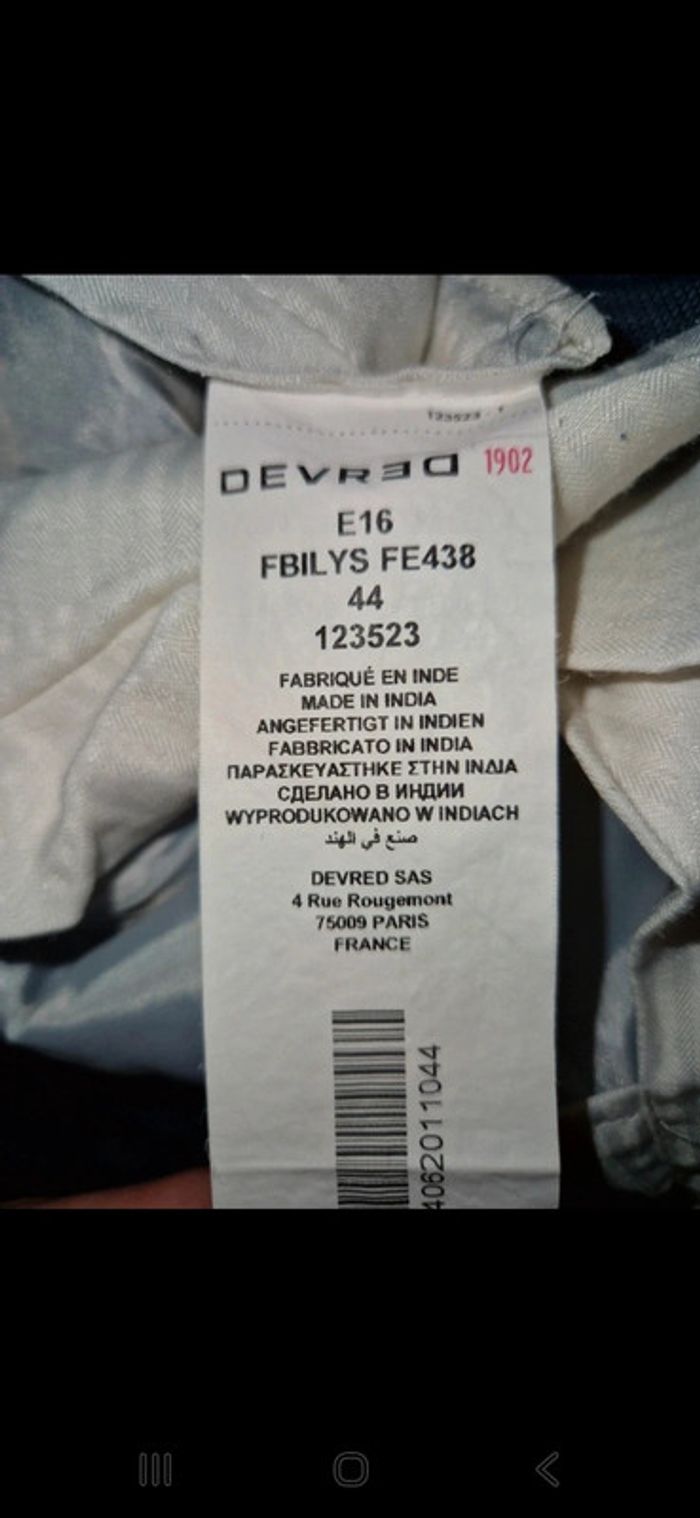 123523
DEVRED 1902
E16
FBILYS FE438
44
123523
FABRIQUÉ EN INDE
MADE IN INDIA
ANGEFERTIGT IN INDIEN
FABBRICATO IN INDIA
ΠΑΡΑΣΚΕΥΑΣΤΗΚΕ ΣΤΗΝ ΙΝΔΙΑ
СДЕЛАНО В ИНДИИ
WYPRODUKOWANO W INDIACH
صنع في الهند
DEVRED SAS
4 Rue Rougemont
75009 PARIS
FRANCE
4062011044